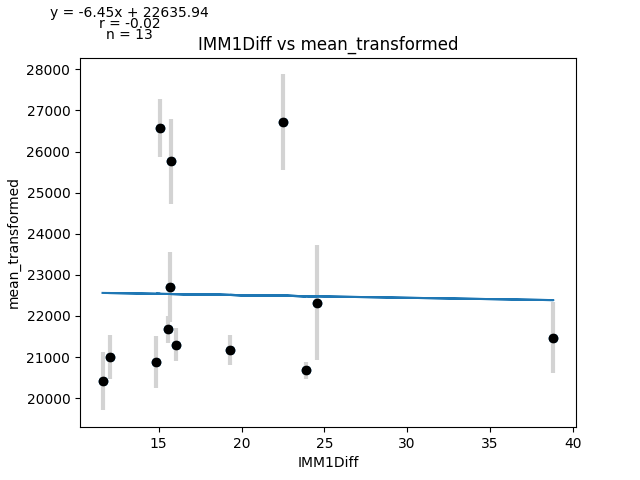 y = -6.45x + 22635.94
r = -0.02
n = 13
IMM1Diff vs mean_transformed
28000
27000
26000
25000
24000
23000
22000
21000
20000
mean_transformed
15 20 25 30 35 40
IMM1Diff